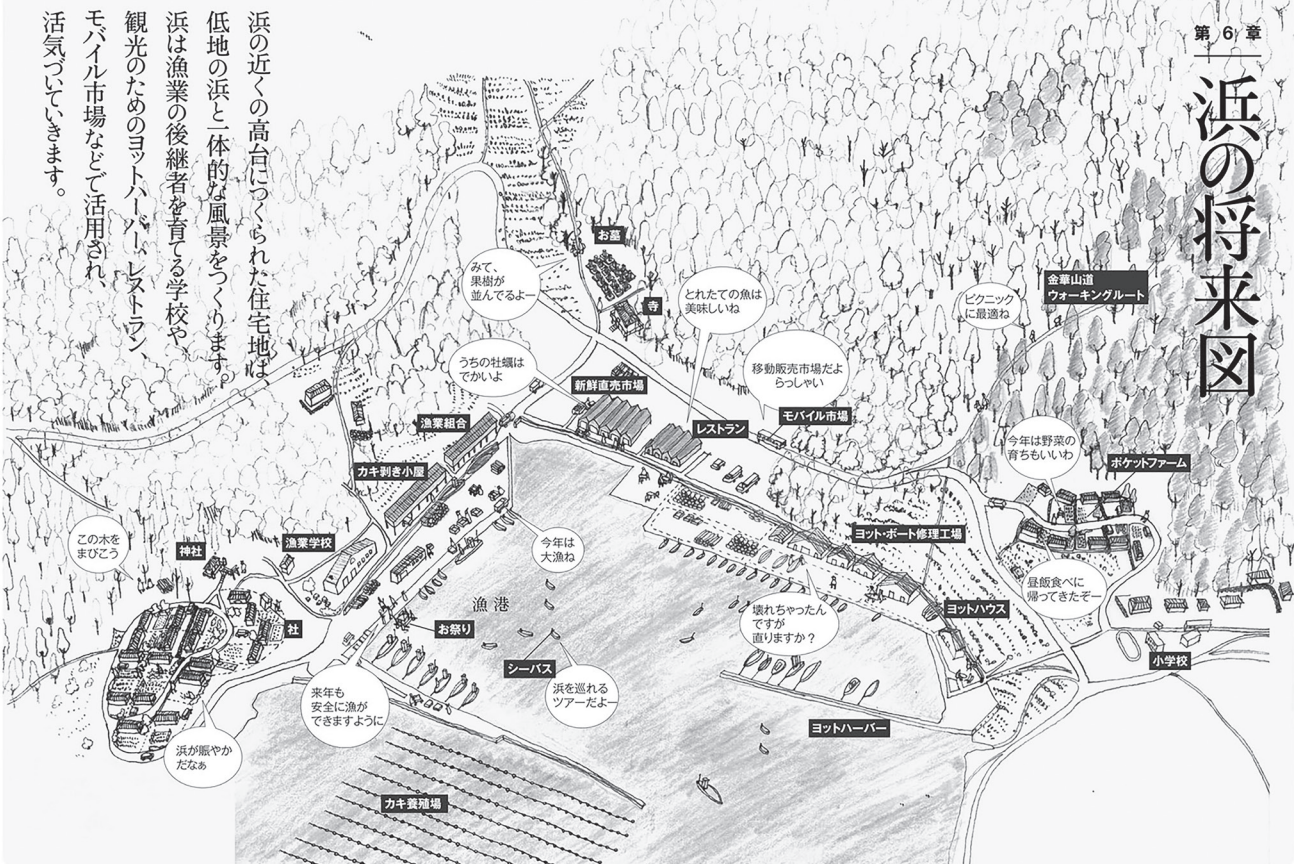 第6章
浜の将来図
浜の近くの高台につくられた住宅地は、
低地の浜と一体的な風景をつくります。
浜は漁業の後継者を育てる学校や
観光のためのヨットハーバー、レストラン、
モバイル市場などで活用され、
活気づいていきます。
お墓
みて、
果樹が
並んでるよー
寺
とれたての魚は
美味しいね
金華山道
ウォーキングルート
ピクニック
に最適ね
うちの牡蠣は
でかいよ
新鮮直売市場
移動販売市場だよ
らっしゃい
モバイル市場
レストラン
漁業組合
カキ剥き小屋
今年は野菜の
育ちもいいわ
ポケットファーム
この木を
まびこう
神社
漁業学校
今年は
大漁ね
ヨット・ボート修理工場
昼飯食べに
帰ってきたぞー
漁港
壊れちゃったん
ですが
直りますか？
ヨットハウス
社
お祭り
シーバス
浜を巡れる
ツアーだよー
小学校
来年も
安全に漁が
できますように
ヨットハーバー
浜が賑やか
だなぁ
カキ養殖場